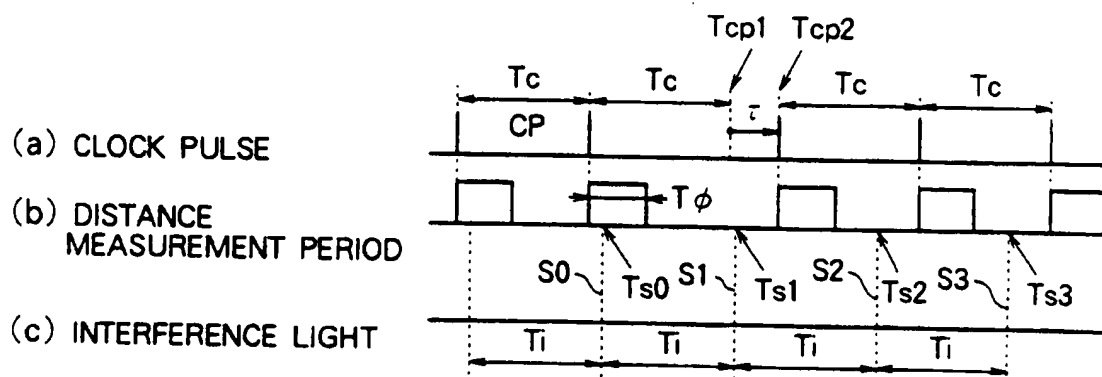 Tcp1 Tcp2
Tc Tc Tc Tc
τ
CP
(a) CLOCK PULSE
(b) DISTANCE
MEASUREMENT PERIOD
Tφ
S0 Ts0 S1 Ts1 S2 Ts2 S3 Ts3
(c) INTERFERENCE LIGHT
Ti Ti Ti Ti